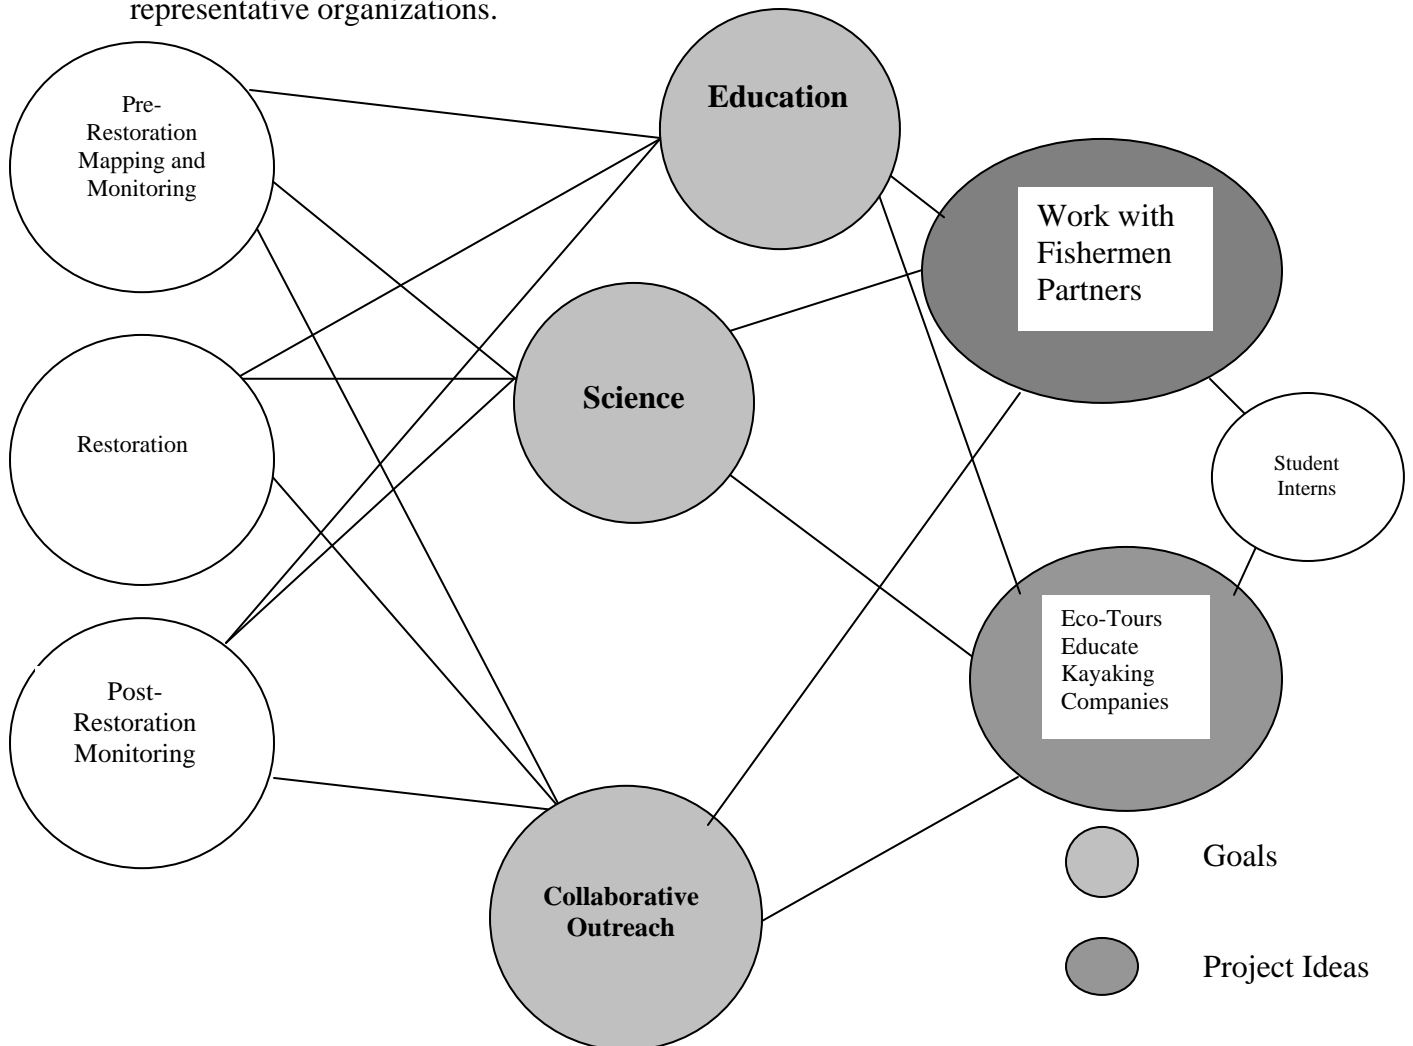 representative organizations.
Pre-
Restoration
Mapping and
Monitoring
Education
Work with
Fishermen
Partners
Restoration
Science
Student
Interns
Post-
Restoration
Monitoring
Eco-Tours
Educate
Kayaking
Companies
Collaborative
Outreach
Goals
Project Ideas